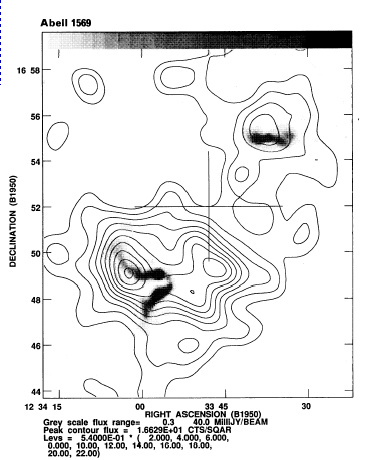 Abell 1569
16 58
56
54
52
50
48
46
44
DECLINATION (B1950)
12 34 15 00 33 45 30
RIGHT ASCENSION (B1950)
Grey scale flux range= 0.3 40.0 MilliJY/BEAM
Peak contour flux = 1.6629E+01 CTS/SQAR
Levs = 5.4000E-01 * ( 2.000, 4.000, 6.000,
0.000, 10.00, 12.00, 14.00, 16.00, 10.00,
20.00, 22.00)